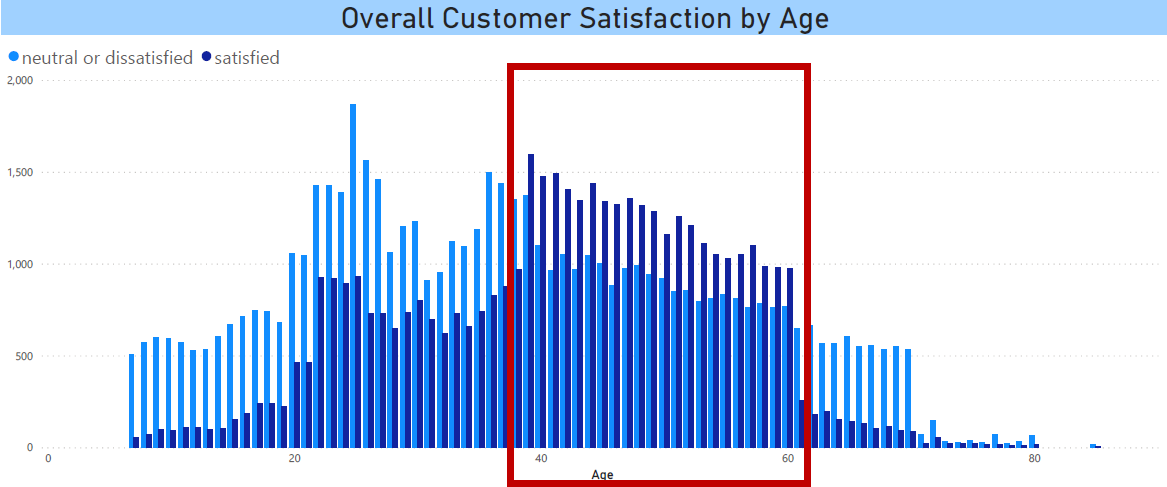 Overall Customer Satisfaction by Age
neutral or dissatisfied satisfied
2,000
1,500
1,000
500
0
0 20 40 60 80
Age